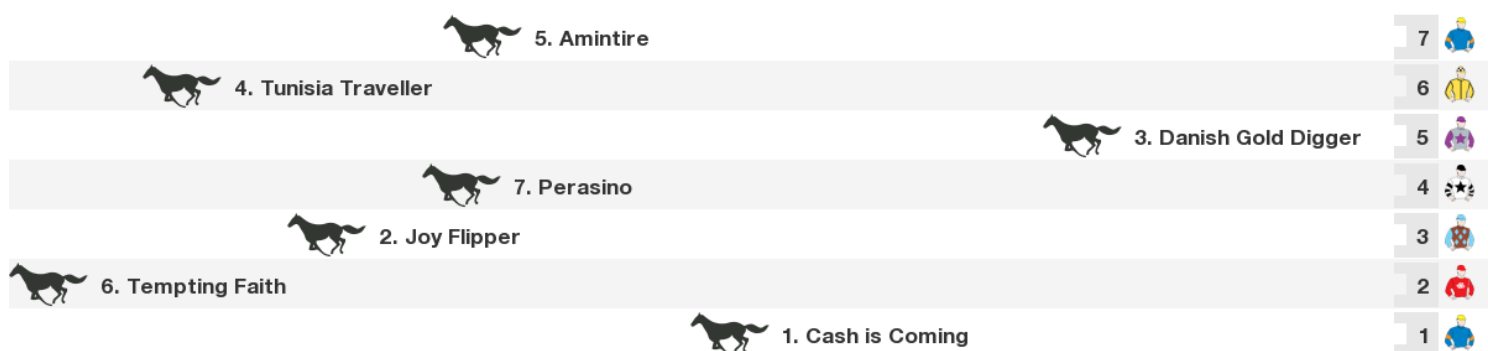 5. Amintire 7
4. Tunisia Traveller 6
3. Danish Gold Digger 5
7. Perasino 4
2. Joy Flipper 3
6. Tempting Faith 2
1. Cash is Coming 1